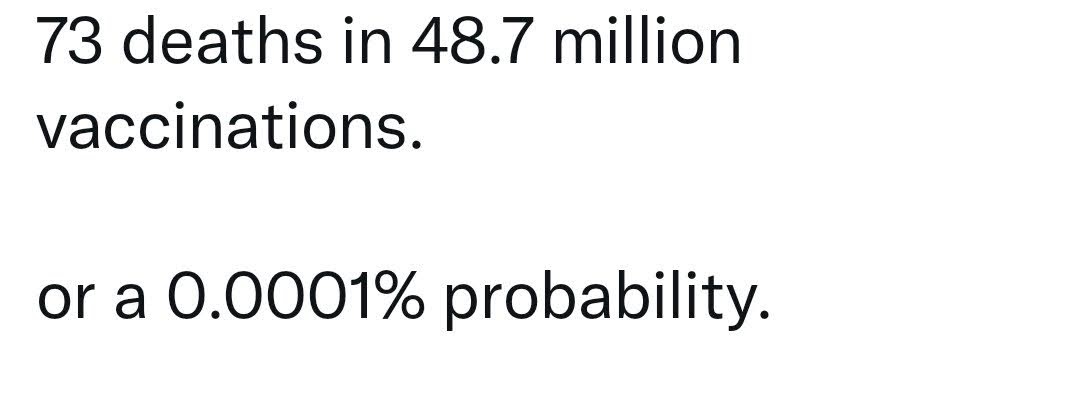 73 deaths in 48.7 million
vaccinations.
or a 0.0001% probability.